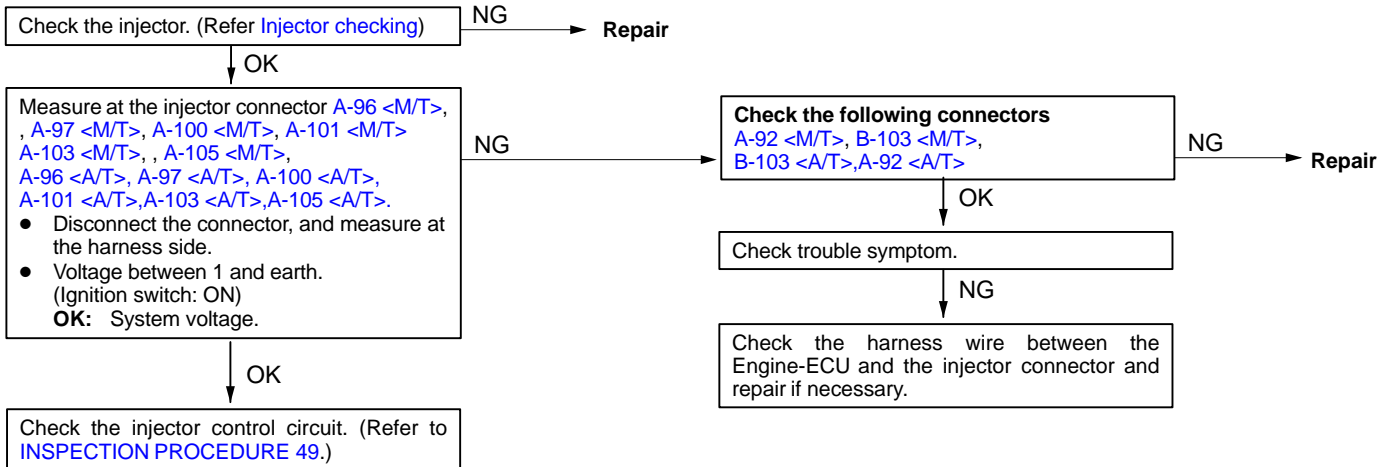 Check the injector. (Refer Injector checking)
NG
Repair
OK
Measure at the injector connector A-96 <M/T>,
, A-97 <M/T>, A-100 <M/T>, A-101 <M/T>
A-103 <M/T>, , A-105 <M/T>,
A-96 <A/T>, A-97 <A/T>, A-100 <A/T>,
A-101 <A/T>,A-103 <A/T>,A-105 <A/T>.
● Disconnect the connector, and measure at
the harness side.
● Voltage between 1 and earth.
(Ignition switch: ON)
OK: System voltage.
NG
Check the following connectors
A-92 <M/T>, B-103 <M/T>,
B-103 <A/T>,A-92 <A/T>
NG
Repair
OK
Check trouble symptom.
NG
Check the harness wire between the
Engine-ECU and the injector connector and
repair if necessary.
OK
Check the injector control circuit. (Refer to
INSPECTION PROCEDURE 49.)